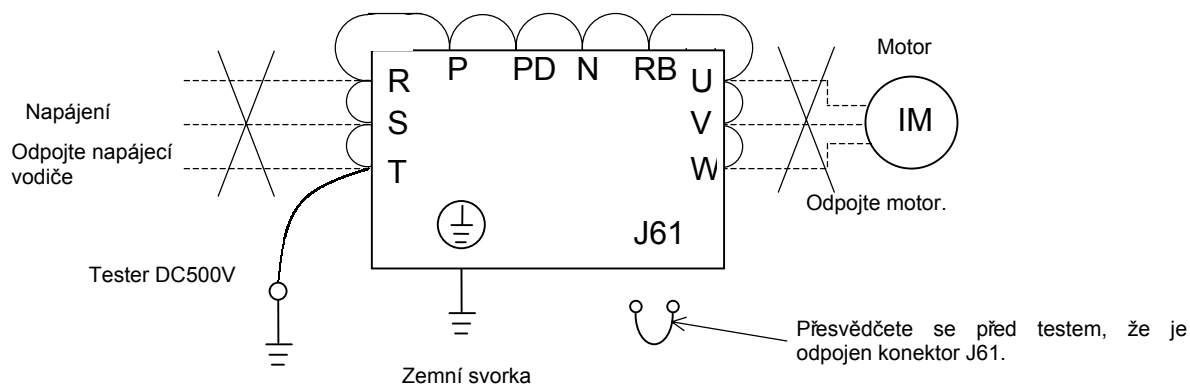 Motor
P PD N RB
R
S
T
U
V
W
IM
Napájení
Odpojte napájecí
vodiče
Odpojte motor.
J61
Tester DC500V
Přesvědčete se před testem, že je
odpojen konektor J61.
Zemní svorka